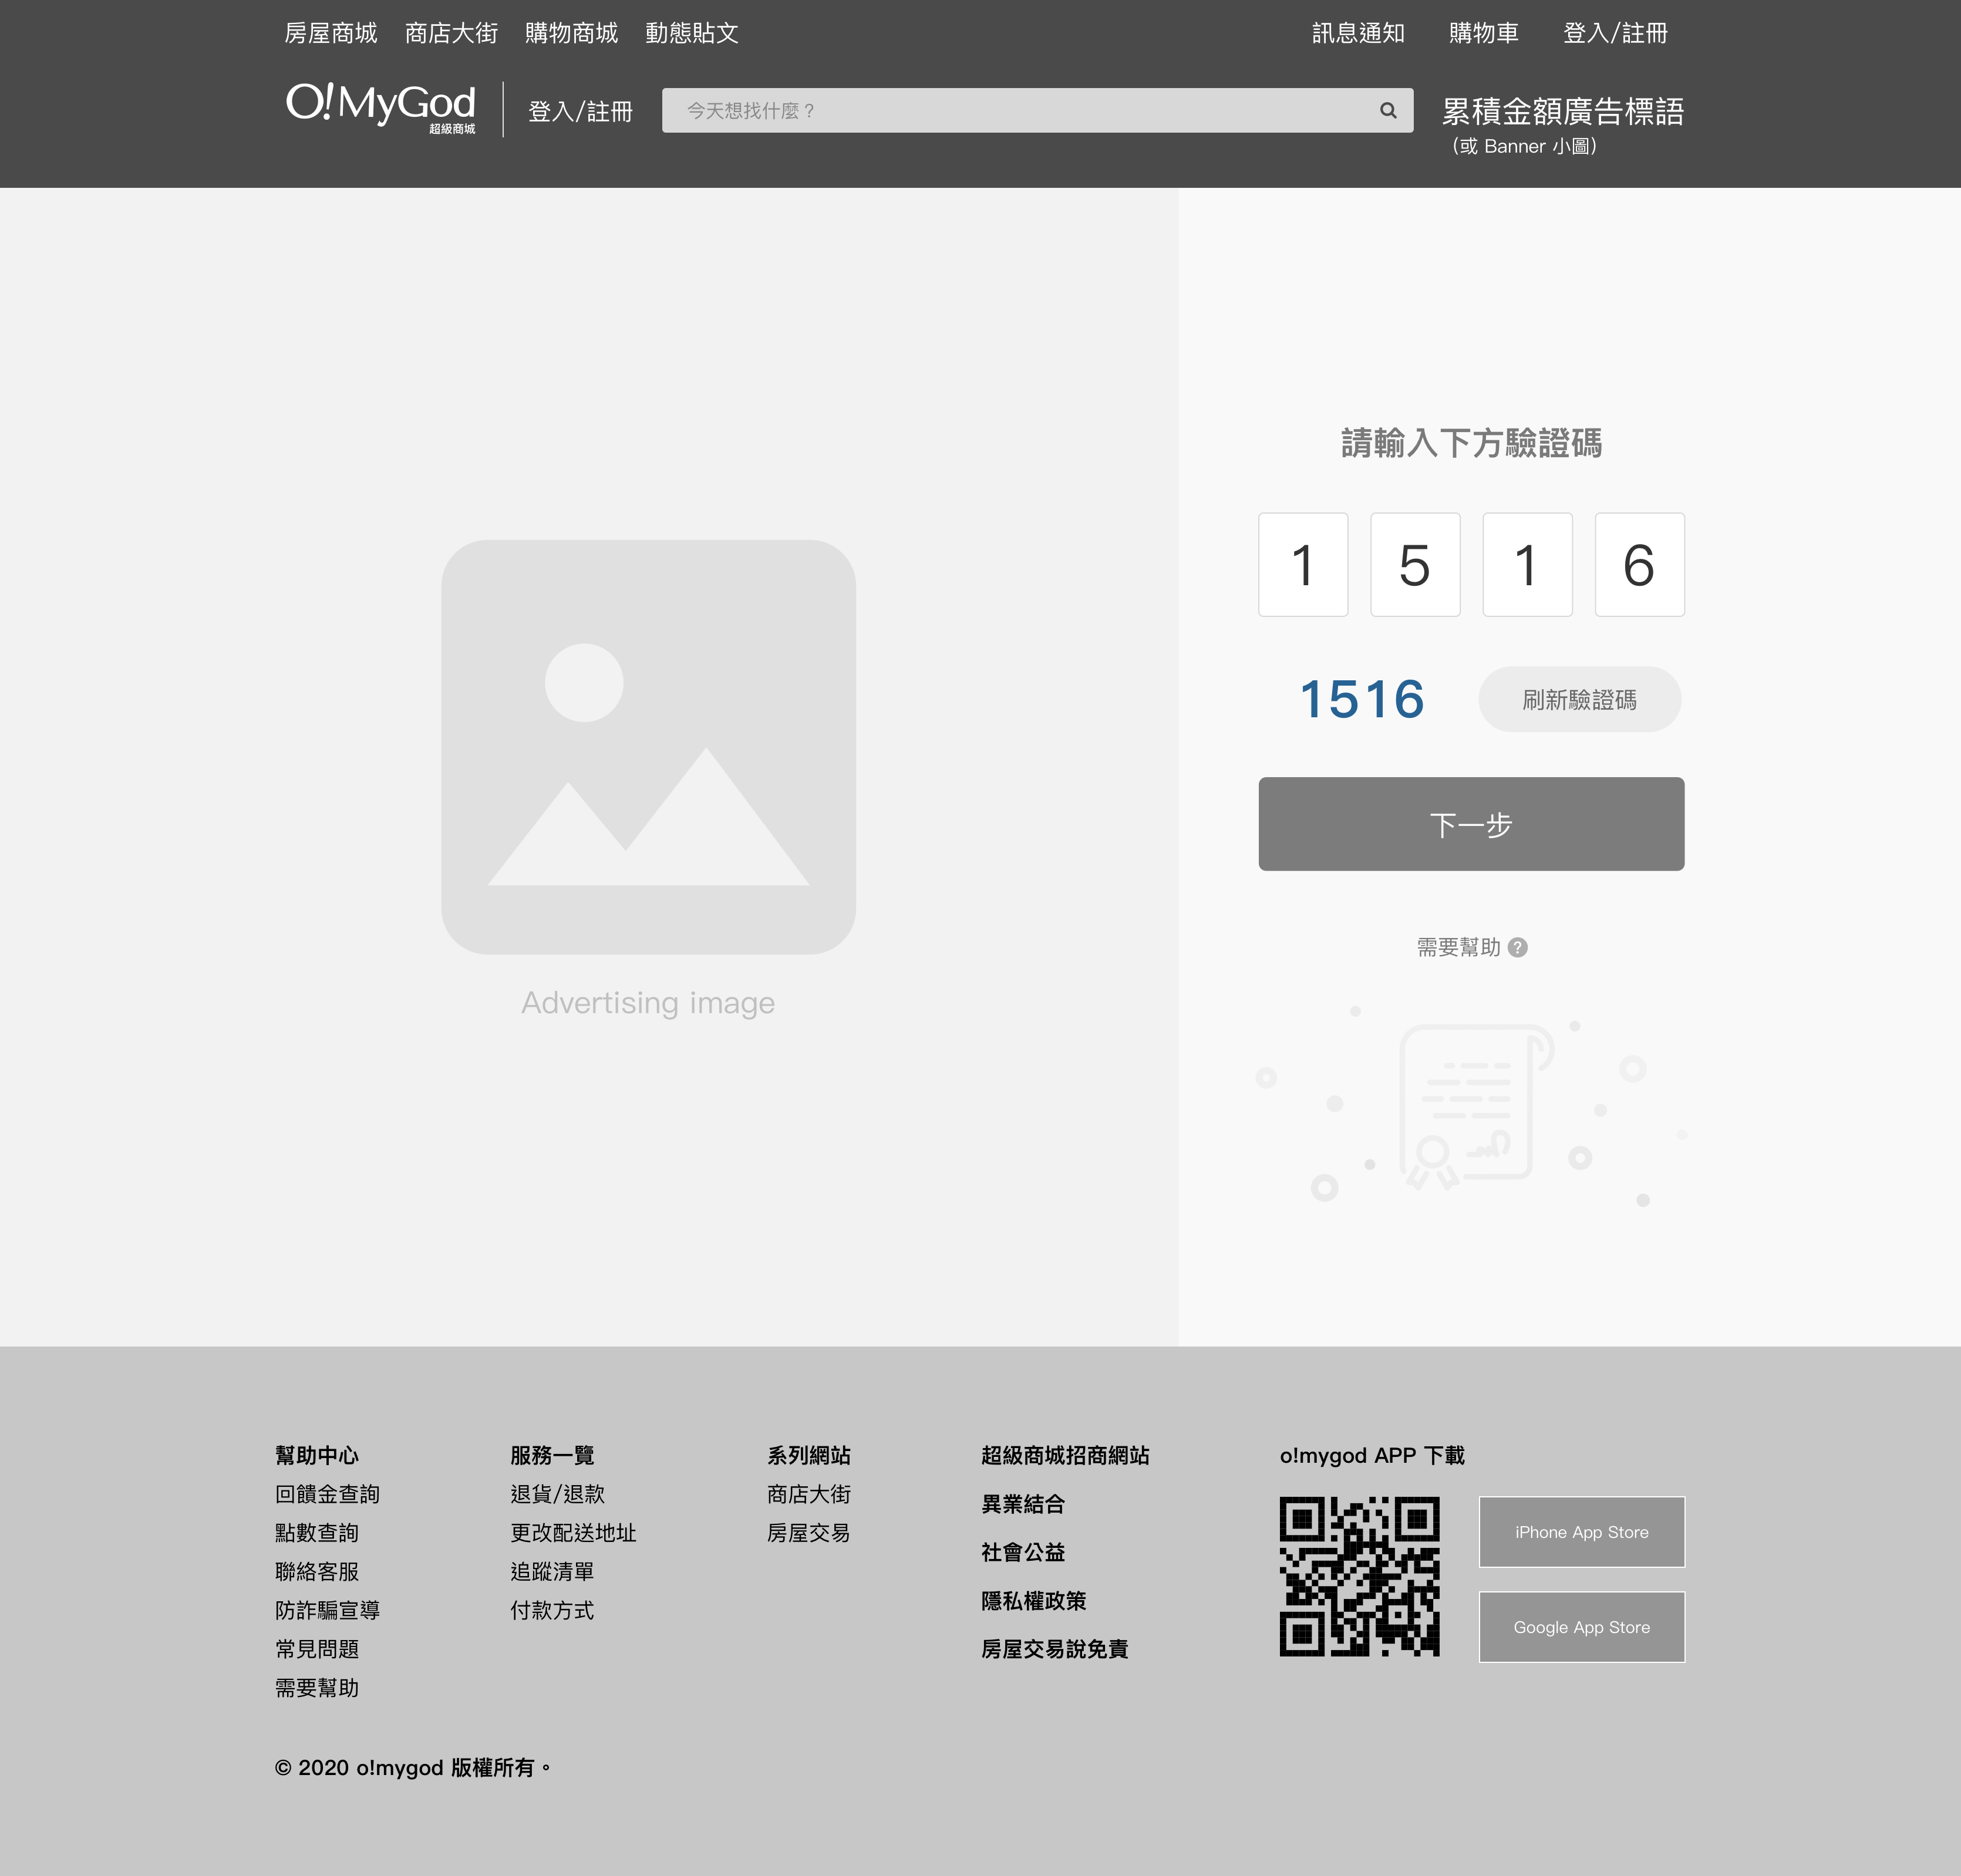 房屋商城 商店大街 購物商城 動態貼文 訊息通知 購物車 登入/註冊
O!MyGod
超級商城
登入/註冊
今天想找什麼？
累積金額廣告標語
(或 Banner 小圖)
Advertising image
請輸入下方驗證碼
1 5 1 6
1516 刷新驗證碼
下一步
需要幫助 ?
幫助中心
回饋金查詢
點數查詢
聯絡客服
防詐騙宣導
常見問題
需要幫助
服務一覽
退貨/退款
更改配送地址
追蹤清單
付款方式
系列網站
商店大街
房屋交易
超級商城招商網站
異業結合
社會公益
隱私權政策
房屋交易說免責
o!mygod APP 下載
iPhone App Store
Google App Store
© 2020 o!mygod 版權所有。